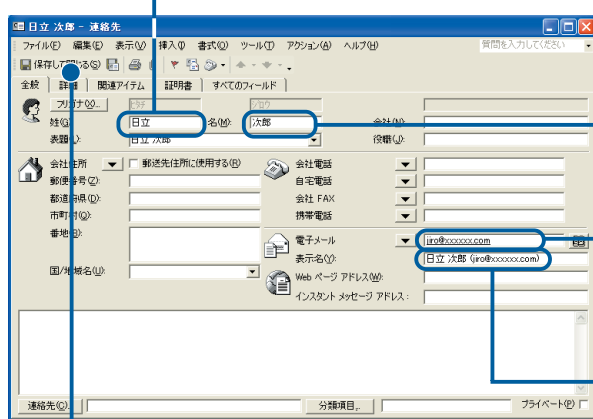 日立 次郎 - 連絡先
ファイル(F) 編集(E) 表示(V) 挿入(I) 書式(O) ツール(T) アクション(A) ヘルプ(H) 質問を入力してください
保存して閉じる(S)
全般 詳細 関連アイテム 証明書 すべてのフィールド
フリガナ(X)... ヒタチ ジロウ
姓(G) 日立 名(M): 次郎 会社(N):
表題(L): 日立 次郎 役職(J):
会社住所 郵送先住所に使用する(R) 会社電話
郵便番号(Z): 自宅電話
都道府県(D): 会社 FAX
市町村(Q): 携帯電話
番地(B): 電子メール jiro@xxxxxx.com
表示名(Y): 日立 次郎 (jiro@xxxxxx.com)
国/地域名(U): Web ページ アドレス(W):
インスタント メッセージ アドレス:
連絡先(C)... 分類項目... プライベート(P)